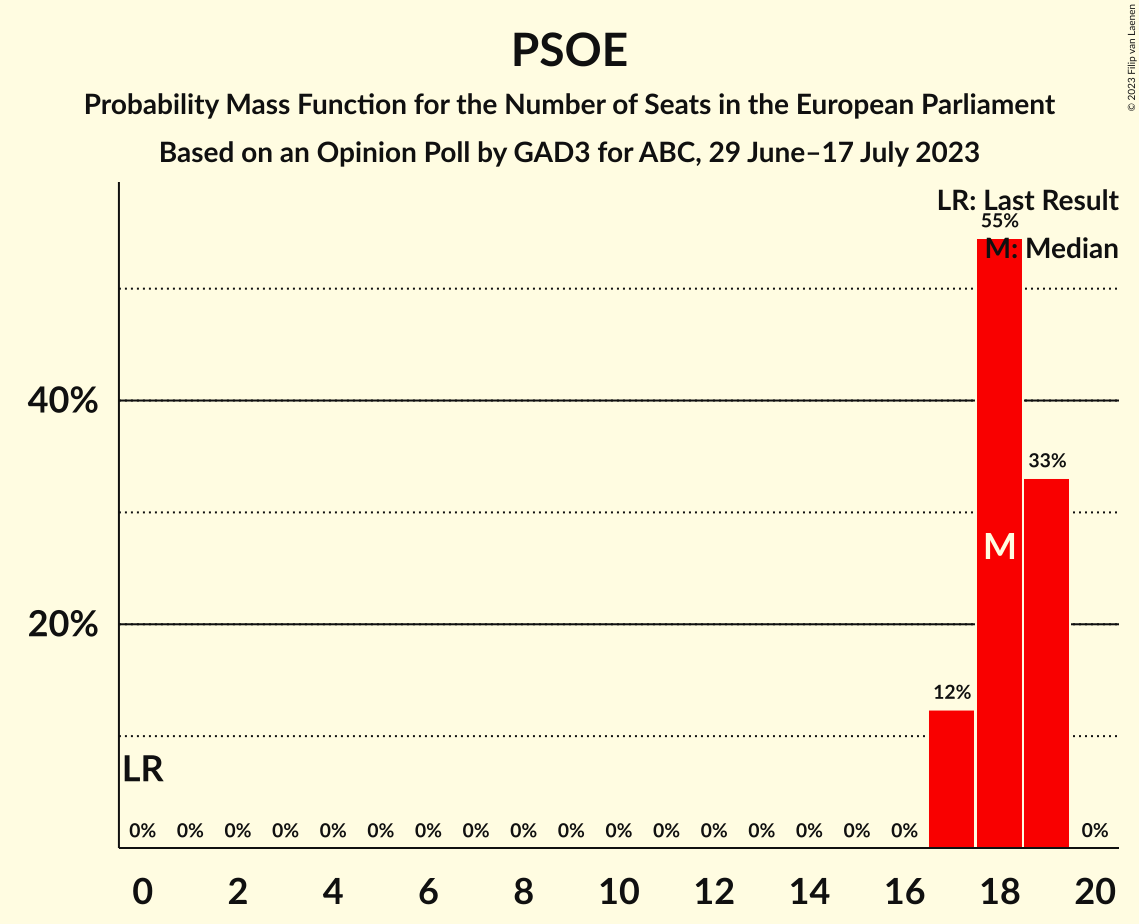 PSOE
Probability Mass Function for the Number of Seats in the European Parliament
Based on an Opinion Poll by GAD3 for ABC, 29 June–17 July 2023
© 2023 Filip van Laenen
LR: Last Result
55%
M: Median
40%
33%
M
20%
12%
LR
0% 0% 0% 0% 0% 0% 0% 0% 0% 0% 0% 0% 0% 0% 0% 0% 0% 0%
0 2 4 6 8 10 12 14 16 18 20